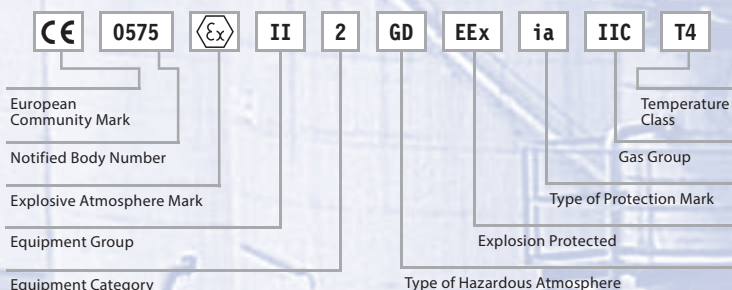 CE 0575 Ex II 2 GD EEx ia IIC T4
European
Community Mark
Temperature
Class
Notified Body Number
Gas Group
Explosive Atmosphere Mark
Type of Protection Mark
Equipment Group
Explosion Protected
Equipment Category
Type of Hazardous Atmosphere